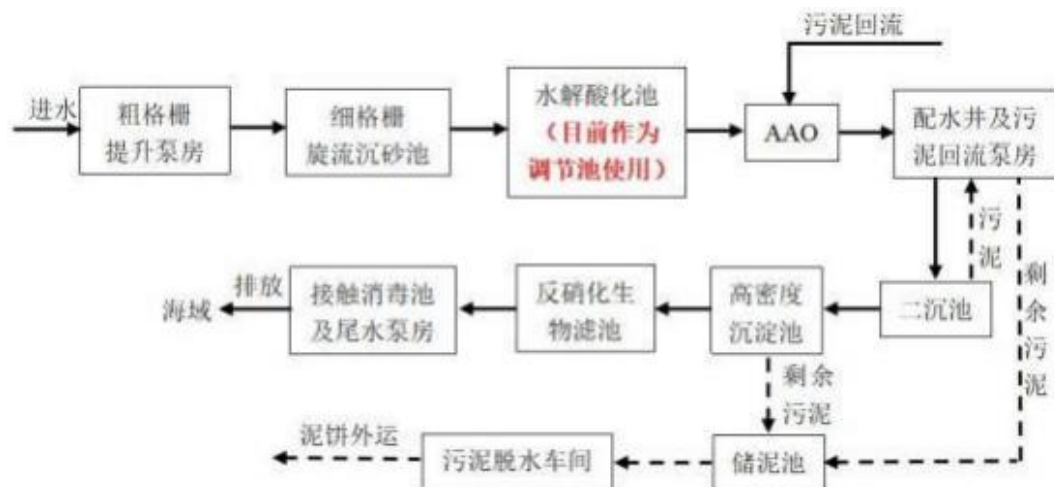 污泥回流
进水
粗格栅
提升泵房
细格栅
旋流沉砂池
水解酸化池
（目前作为
调节池使用）
AAO
配水井及污
泥回流泵房
污泥
剩余污泥
海域
排放
接触消毒池
及尾水泵房
反硝化生
物滤池
高密度
沉淀池
二沉池
剩余
污泥
泥饼外运
污泥脱水车间
储泥池